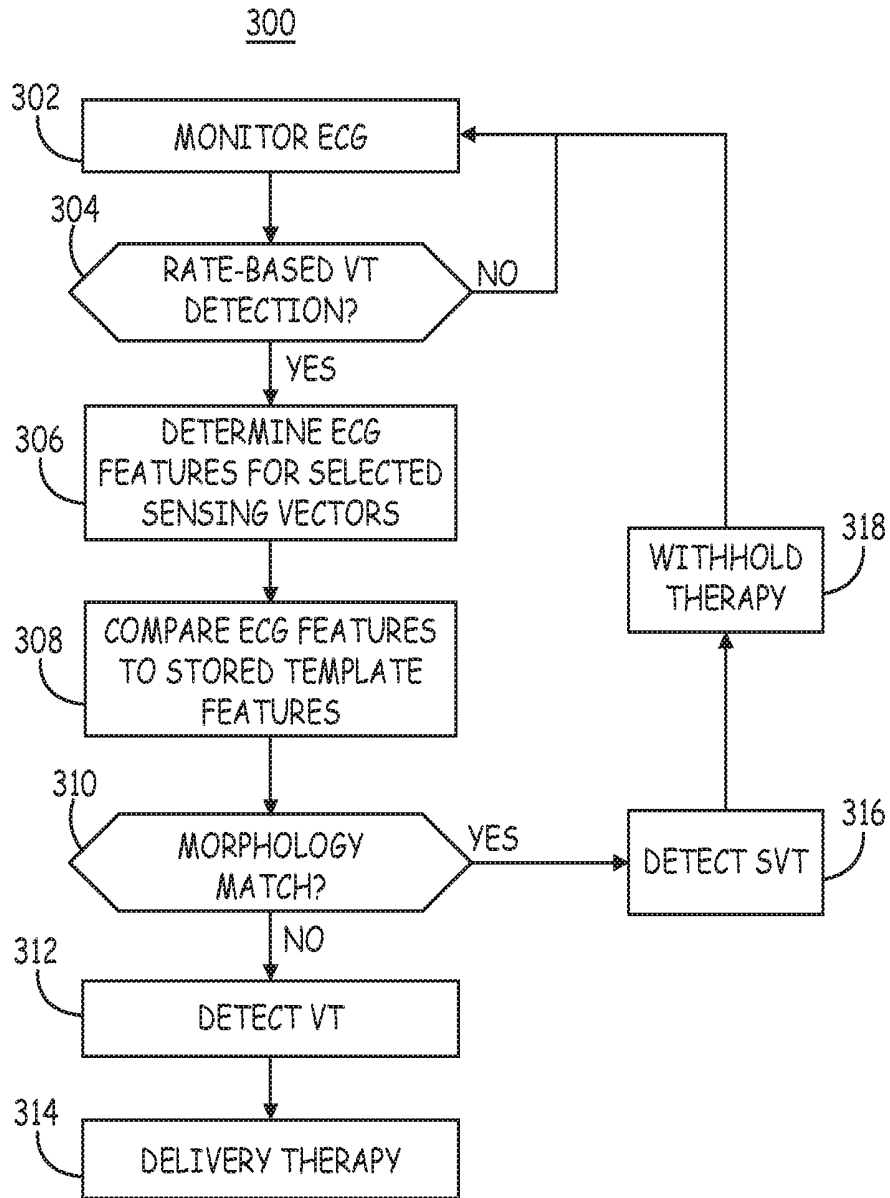 300
302
MONITOR ECG
304
RATE-BASED VT
DETECTION?
NO
YES
306
DETERMINE ECG
FEATURES FOR SELECTED
SENSING VECTORS
308
COMPARE ECG FEATURES
TO STORED TEMPLATE
FEATURES
318
WITHHOLD
THERAPY
310
MORPHOLOGY
MATCH?
YES
NO
316
DETECT SVT
312
DETECT VT
314
DELIVERY THERAPY